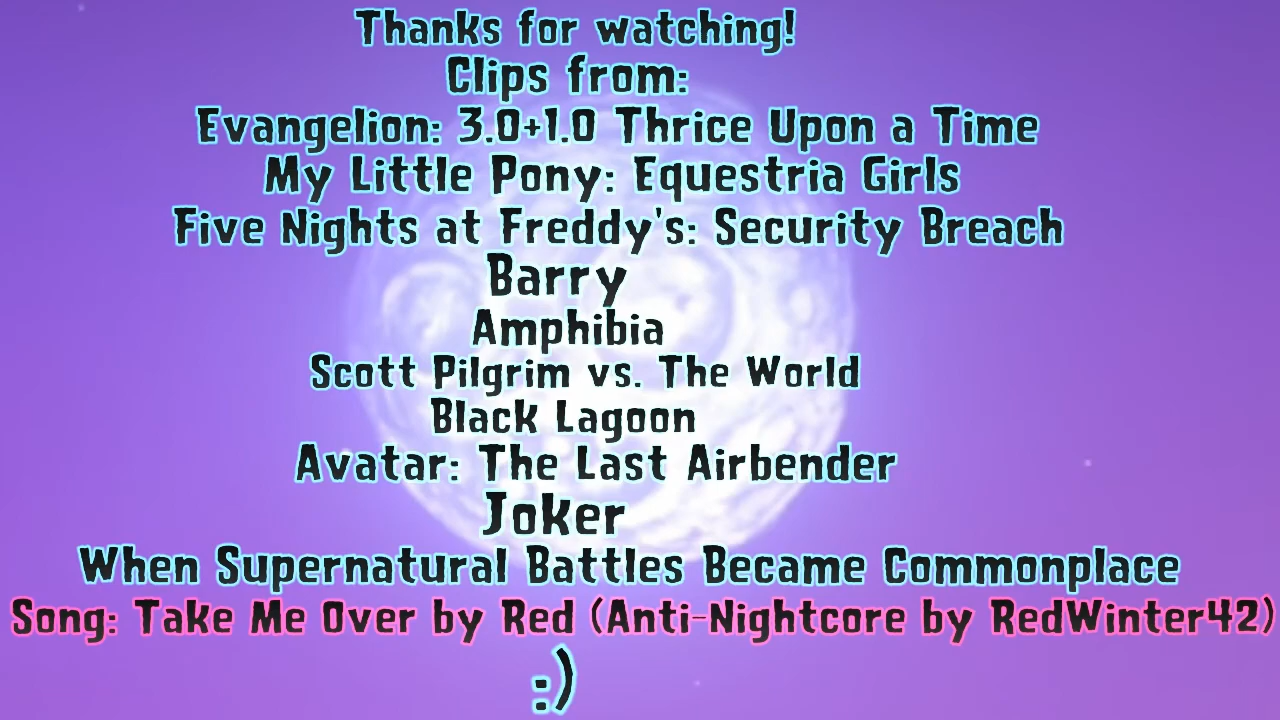 Thanks for watching!
Clips from:
Evangelion: 3.0+1.0 Thrice Upon a Time
My Little Pony: Equestria Girls
Five Nights at Freddy's: Security Breach
Barry
Amphibia
Scott Pilgrim vs. The World
Black Lagoon
Avatar: The Last Airbender
Joker
When Supernatural Battles Became Commonplace
Song: Take Me Over by Red (Anti-Nightcore by RedWinter42)
:)